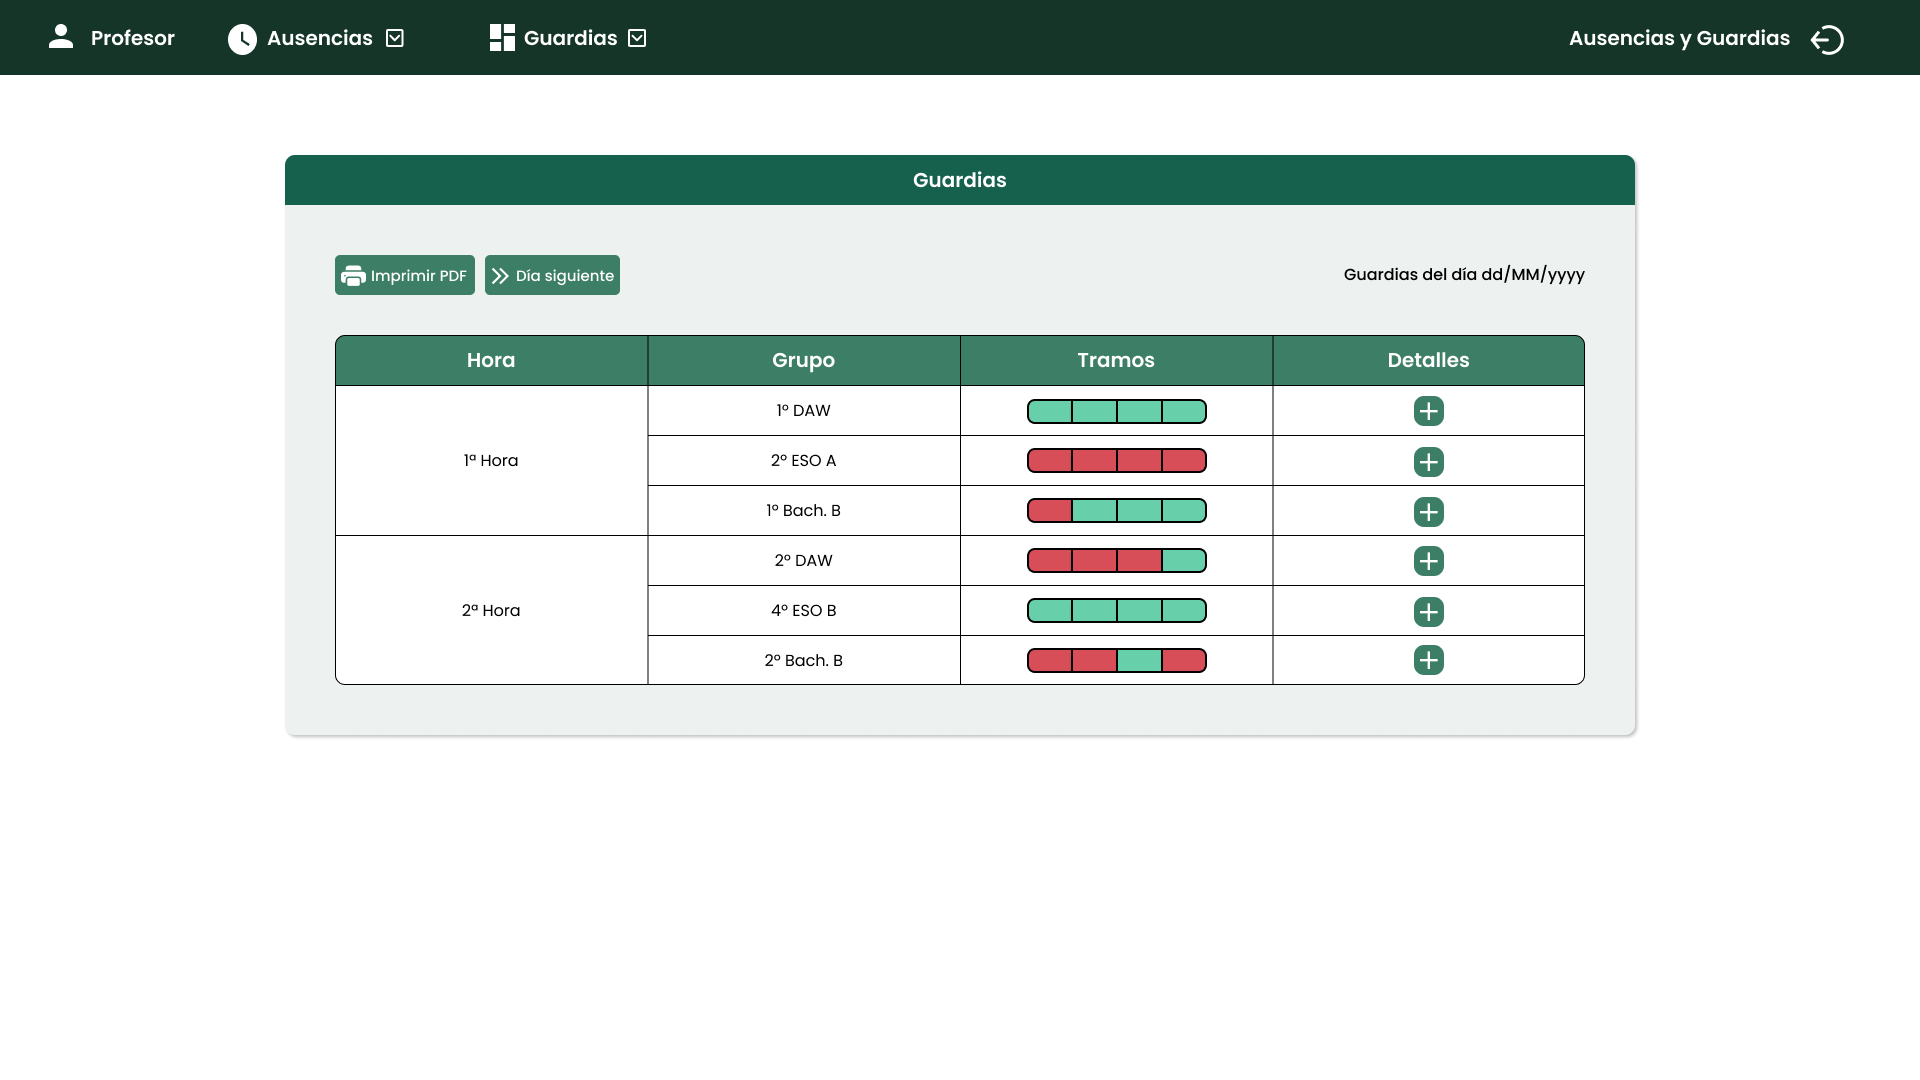 Profesor
Ausencias
Guardias
Ausencias y Guardias
Guardias
Imprimir PDF
Día siguiente
Guardias del día dd/MM/yyyy
Hora
Grupo
Tramos
Detalles
1ª Hora
1º DAW
2º ESO A
1º Bach. B
2ª Hora
2º DAW
4º ESO B
2º Bach. B